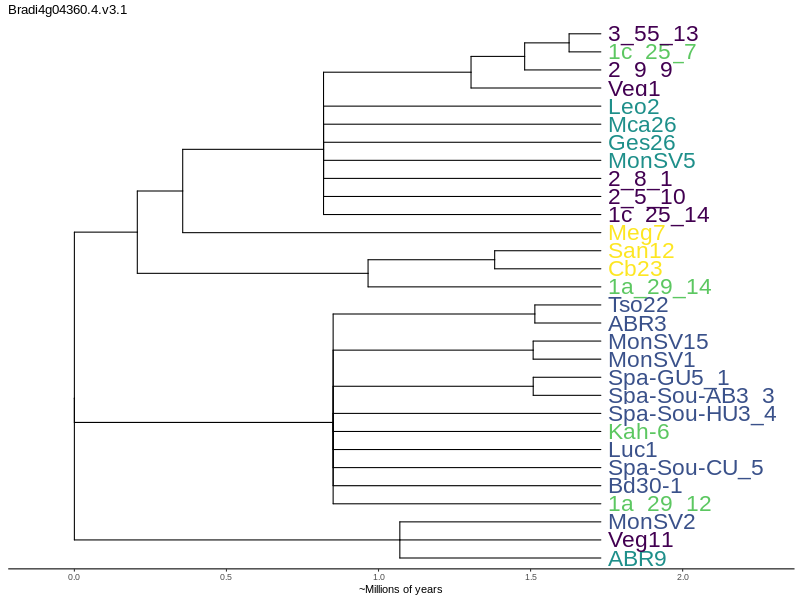 Bradi4g04360.4.v3.1
3_55_13
1c_25_7
2_9_9
Veg1
Leo2
Mca26
Ges26
MonSV5
2_8_1
2_5_10
1c_25_14
Meg7
San12
Cb23
1a_29_14
Tso22
ABR3
MonSV15
MonSV1
Spa-GU5_1
Spa-Sou-AB3_3
Spa-Sou-HU3_4
Kah-6
Luc1
Spa-Sou-CU_5
Bd30-1
1a_29_12
MonSV2
Veg11
ABR9
0.0 0.5 1.0 1.5 2.0
~Millions of years